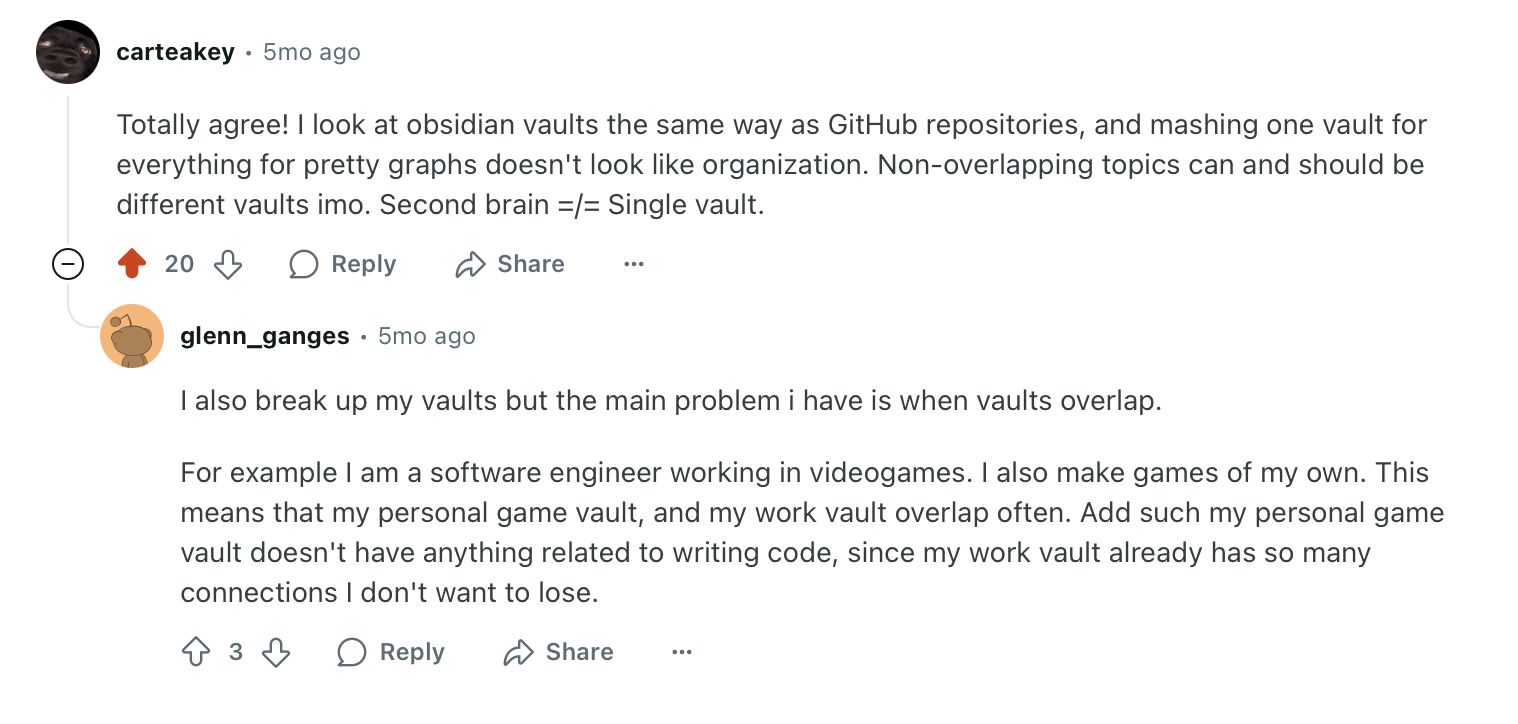 carteakey • 5mo ago
Totally agree! I look at obsidian vaults the same way as GitHub repositories, and mashing one vault for
everything for pretty graphs doesn't look like organization. Non-overlapping topics can and should be
different vaults imo. Second brain =/= Single vault.
20 Reply Share ...
glenn_ganges • 5mo ago
I also break up my vaults but the main problem i have is when vaults overlap.
For example I am a software engineer working in videogames. I also make games of my own. This
means that my personal game vault, and my work vault overlap often. Add such my personal game
vault doesn't have anything related to writing code, since my work vault already has so many
connections I don't want to lose.
3 Reply Share ...